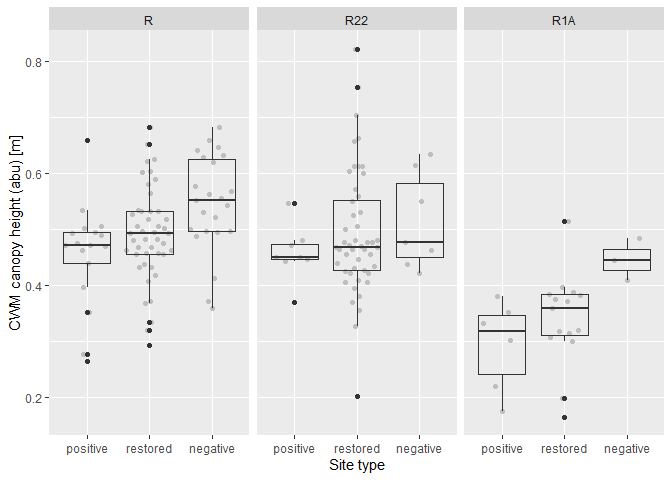 R R22 R1A
CWM canopy height (abu) [m]
0.8
0.6
0.4
0.2
positive restored negative positive restored negative positive restored negative
Site type